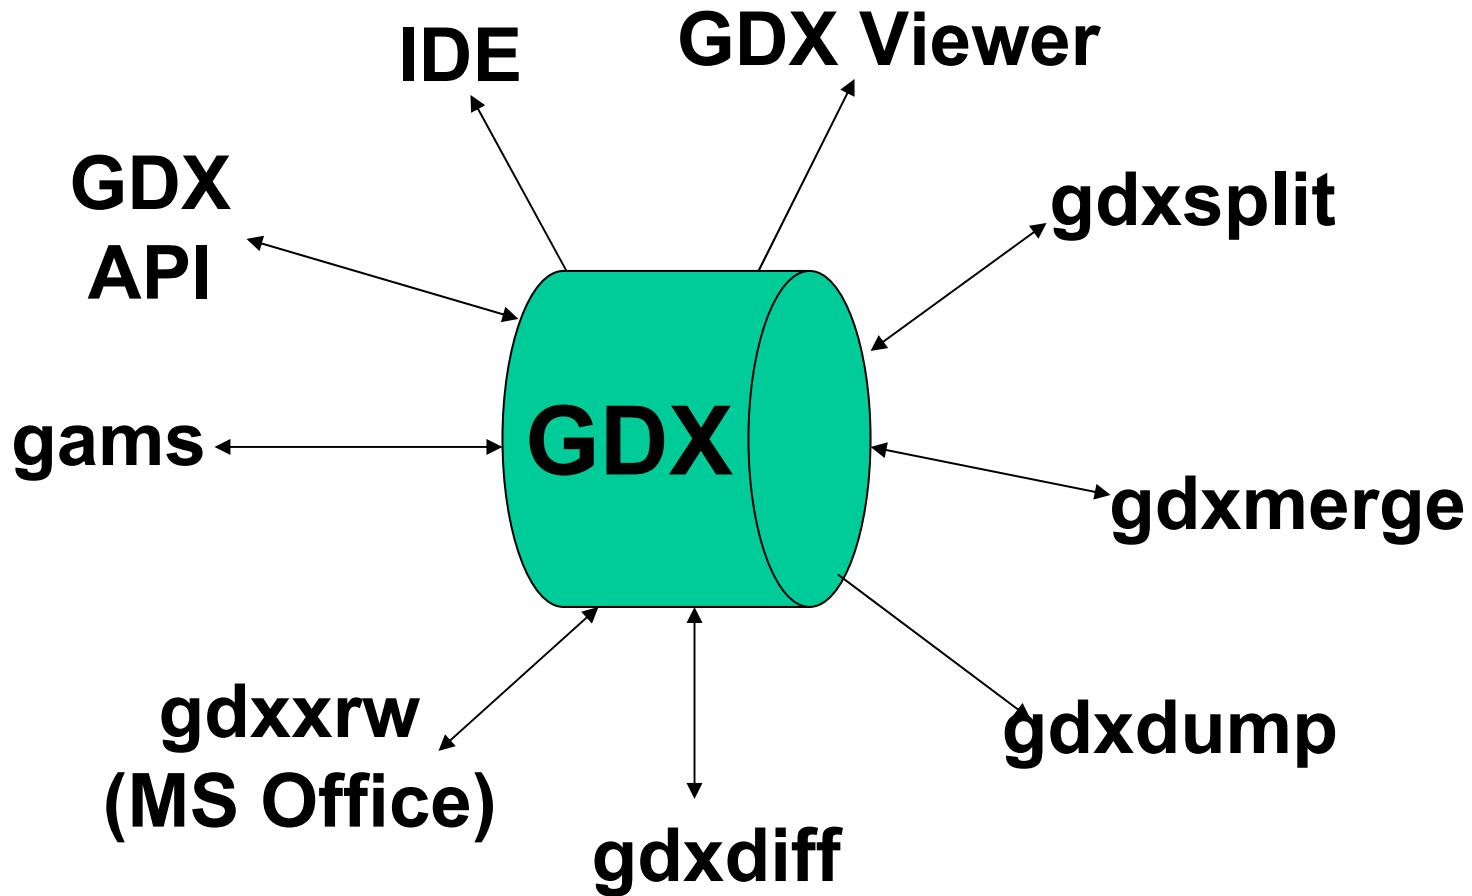 IDE
GDX Viewer
GDX
API
gdxsplit
gams
GDX
gdxmerge
gdxxrw
(MS Office)
gdxdump
gdxdiff